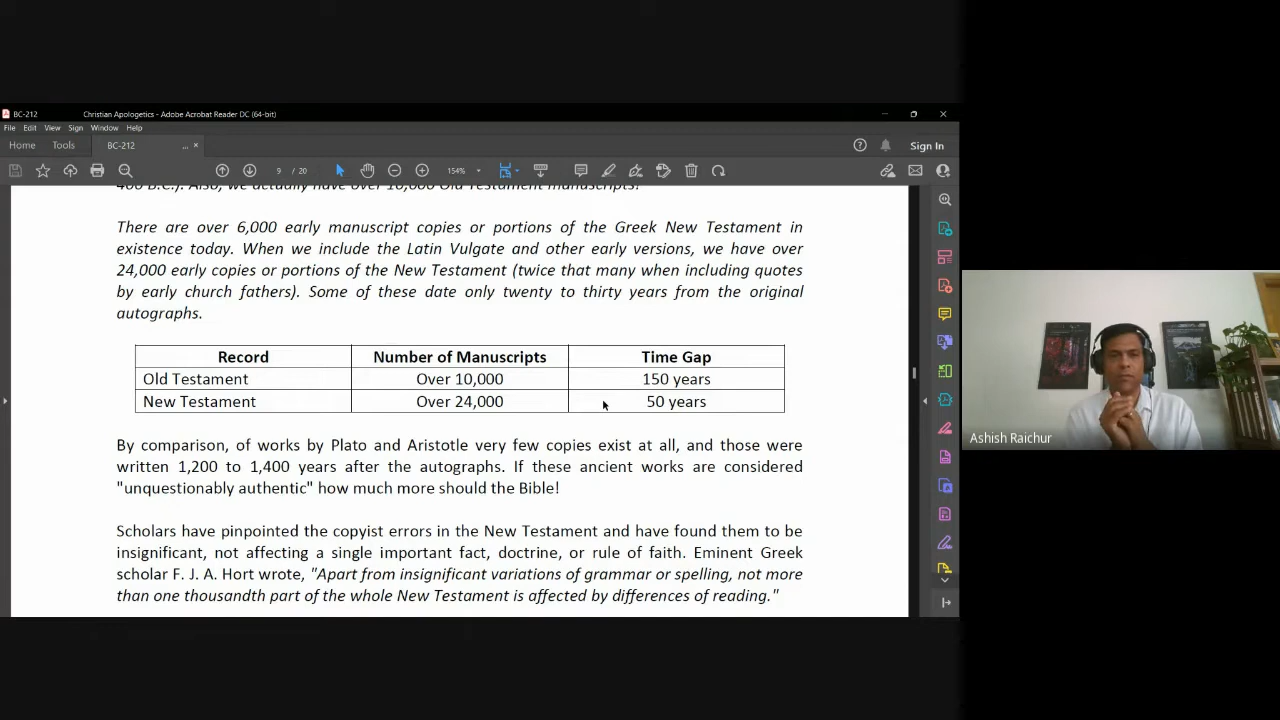 BC-212 Christian Apologetics - Adobe Acrobat Reader DC (64-bit)
File Edit View Sign Window Help
Home Tools BC-212 ... × Sign In
9 / 20 154%
400 B.C.). Also, we actually have over 10,000 Old Testament manuscripts!
There are over 6,000 early manuscript copies or portions of the Greek New Testament in
existence today. When we include the Latin Vulgate and other early versions, we have over
24,000 early copies or portions of the New Testament (twice that many when including quotes
by early church fathers). Some of these date only twenty to thirty years from the original
autographs.
Record Number of Manuscripts Time Gap
Old Testament Over 10,000 150 years
New Testament Over 24,000 50 years
By comparison, of works by Plato and Aristotle very few copies exist at all, and those were
written 1,200 to 1,400 years after the autographs. If these ancient works are considered
"unquestionably authentic" how much more should the Bible!
Scholars have pinpointed the copyist errors in the New Testament and have found them to be
insignificant, not affecting a single important fact, doctrine, or rule of faith. Eminent Greek
scholar F. J. A. Hort wrote, "Apart from insignificant variations of grammar or spelling, not more
than one thousandth part of the whole New Testament is affected by differences of reading."
Ashish Raichur